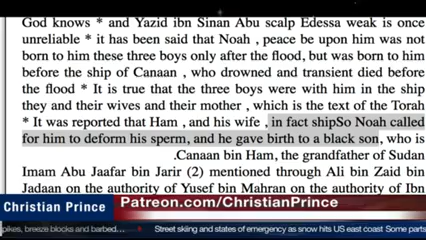 God knows * and Yazid ibn Sinan Abu scalp Edessa weak is once
unreliable * it has been said that Noah , peace be upon him was not
born to him these three boys only after the flood, but was born to him
before the ship of Canaan , who drowned and transient died before
the flood * It is true that the three boys were with him in the ship
they and their wives and their mother , which is the text of the Torah
* It was reported that Ham , and his wife , in fact shipSo Noah called
for him to deform his sperm, and he gave birth to a black son, who is
.Canaan bin Ham, the grandfather of Sudan
Imam Abu Jaafar bin Jarir (2) mentioned through Ali bin Zaid bin
Jadaan on the authority of Yusef bin Mahran on the authority of Ibn
Christian Prince
Patreon.com/ChristianPrince
spikes, breeze blocks and barbed…
Street skiing and states of emergency as snow hits US east coast
Some parts